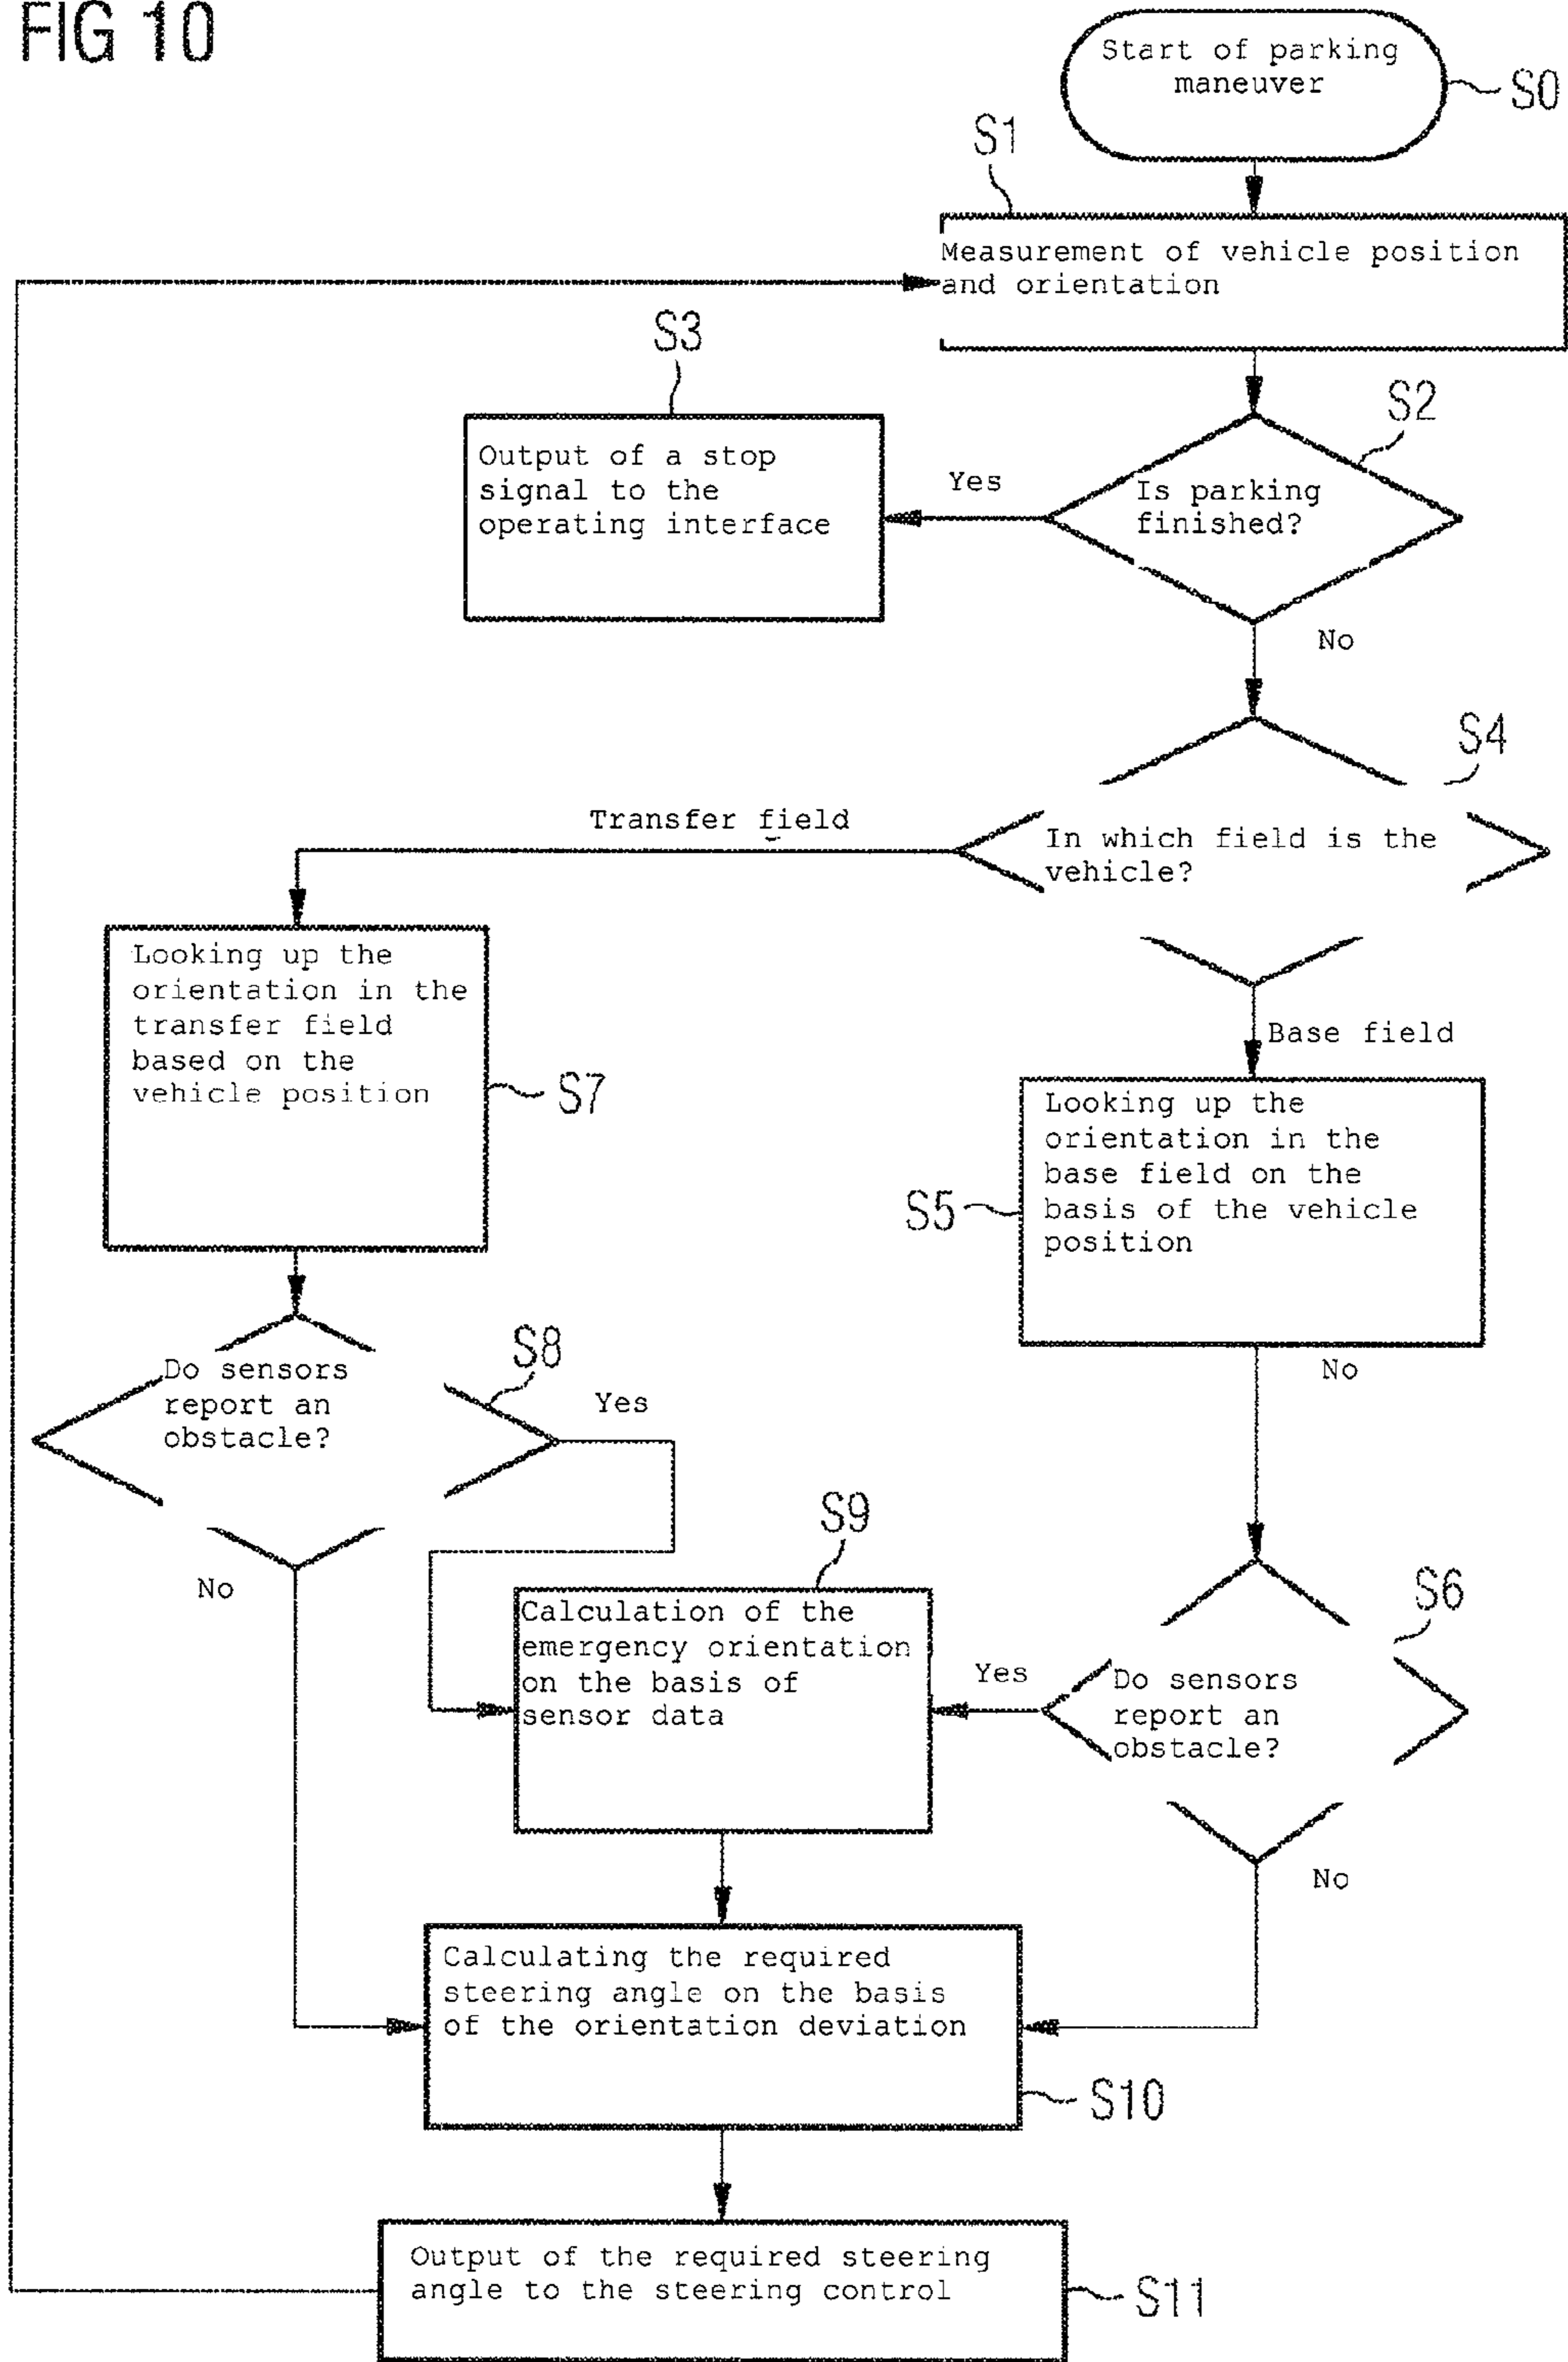 FIG 10
Start of parking
maneuver
S0
S1
Measurement of vehicle position
and orientation
S3
S2
Output of a stop
signal to the
operating interface
Yes
Is parking
finished?
No
S4
Transfer field
In which field is the
vehicle?
Looking up the
orientation in the
transfer field
based on the
vehicle position
S7
Base field
Looking up the
orientation in the
base field on the
basis of the vehicle
position
S5
No
Do sensors
report an
obstacle?
S8
Yes
No
S9
Calculation of the
emergency orientation
on the basis of
sensor data
Yes
S6
Do sensors
report an
obstacle?
No
Calculating the required
steering angle on the basis
of the orientation deviation
S10
Output of the required steering
angle to the steering control
S11